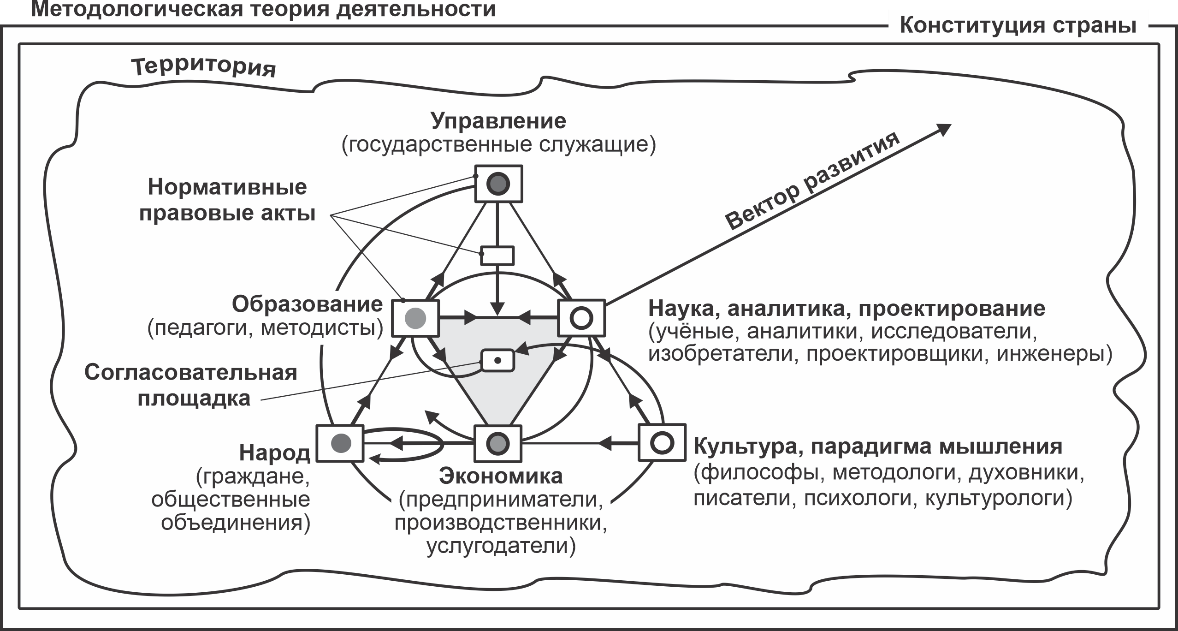 Методологическая теория деятельности
Конституция страны
Территория
Управление
(государственные служащие)
Нормативные
правовые акты
Вектор развития
Образование
(педагоги, методисты)
Наука, аналитика, проектирование
(учёные, аналитики, исследователи,
изобретатели, проектировщики, инженеры)
Согласовательная
площадка
Народ
(граждане,
общественные
объединения)
Экономика
(предприниматели,
производственники,
услугодатели)
Культура, парадигма мышления
(философы, методологи, духовники,
писатели, психологи, культурологи)